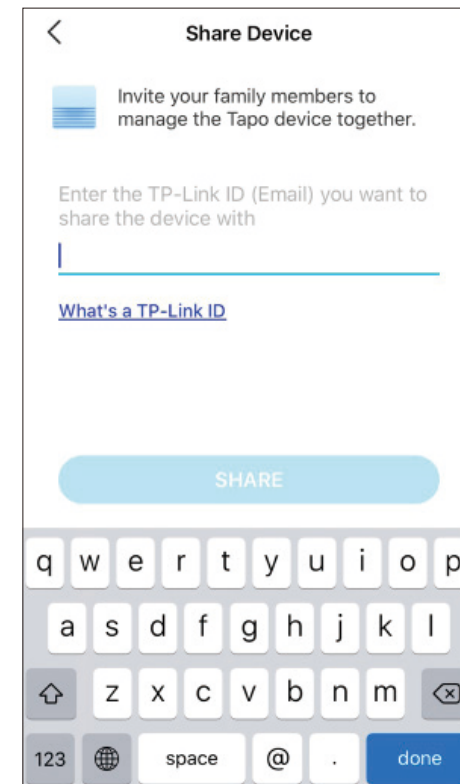 Share Device
Invite your family members to
manage the Tapo device together.
Enter the TP-Link ID (Email) you want to
share the device with
What's a TP-Link ID
SHARE
q w e r t y u i o p
a s d f g h j k l
z x c v b n m
123 space @ . done